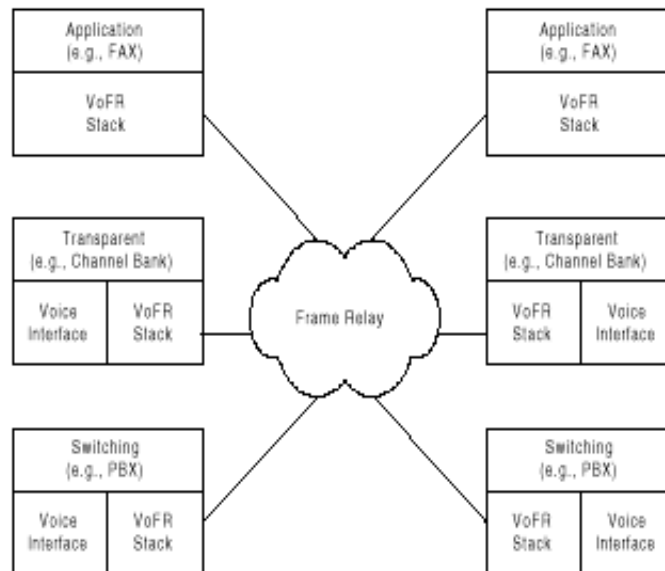 Application
(e.g., FAX)
VoFR
Stack
Application
(e.g., FAX)
VoFR
Stack
Transparent
(e.g., Channel Bank)
Voice
Interface
VoFR
Stack
Frame Relay
Transparent
(e.g., Channel Bank)
VoFR
Stack
Voice
Interface
Switching
(e.g., PBX)
Voice
Interface
VoFR
Stack
Switching
(e.g., PBX)
VoFR
Stack
Voice
Interface